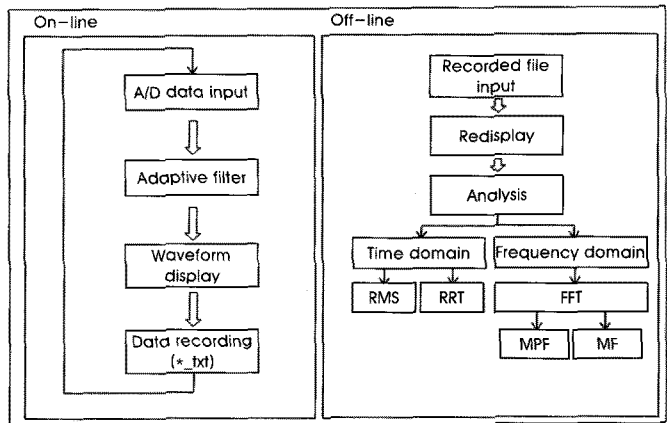 On-line
A/D data input
Adaptive filter
Waveform
display
Data recording
(*_txt)
Off-line
Recorded file
input
Redisplay
Analysis
Time domain
Frequency domain
RMS
RRT
FFT
MPF
MF